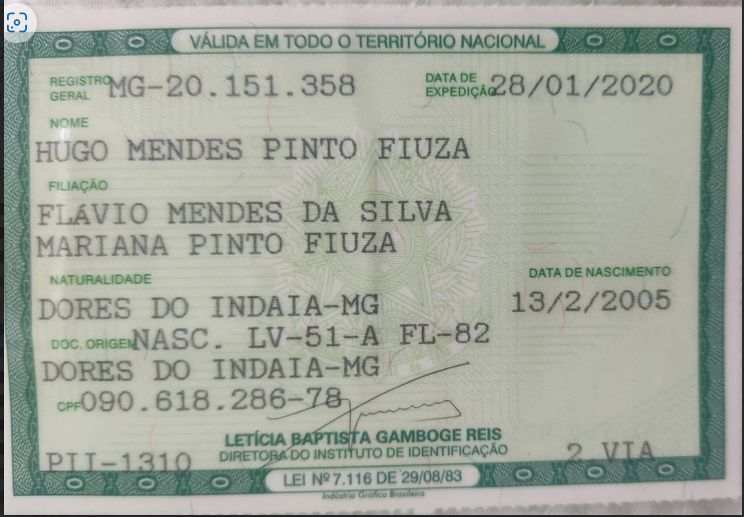 VÁLIDA EM TODO O TERRITÓRIO NACIONAL
REGISTRO GERAL MG-20.151.358 DATA DE EXPEDIÇÃO 28/01/2020
NOME
HUGO MENDES PINTO FIUZA
FILIAÇÃO
FLÁVIO MENDES DA SILVA
MARIANA PINTO FIUZA
NATURALIDADE DATA DE NASCIMENTO
DORES DO INDAIA-MG 13/2/2005
DOC. ORIGEM NASC. LV-51-A FL-82
DORES DO INDAIA-MG
CPF 090.618.286-78
LETÍCIA BAPTISTA GAMBOGE REIS
PII-1310 DIRETORA DO INSTITUTO DE IDENTIFICAÇÃO 2 VIA
LEI Nº 7.116 DE 29/08/83
Indústria Gráfica Brasileira